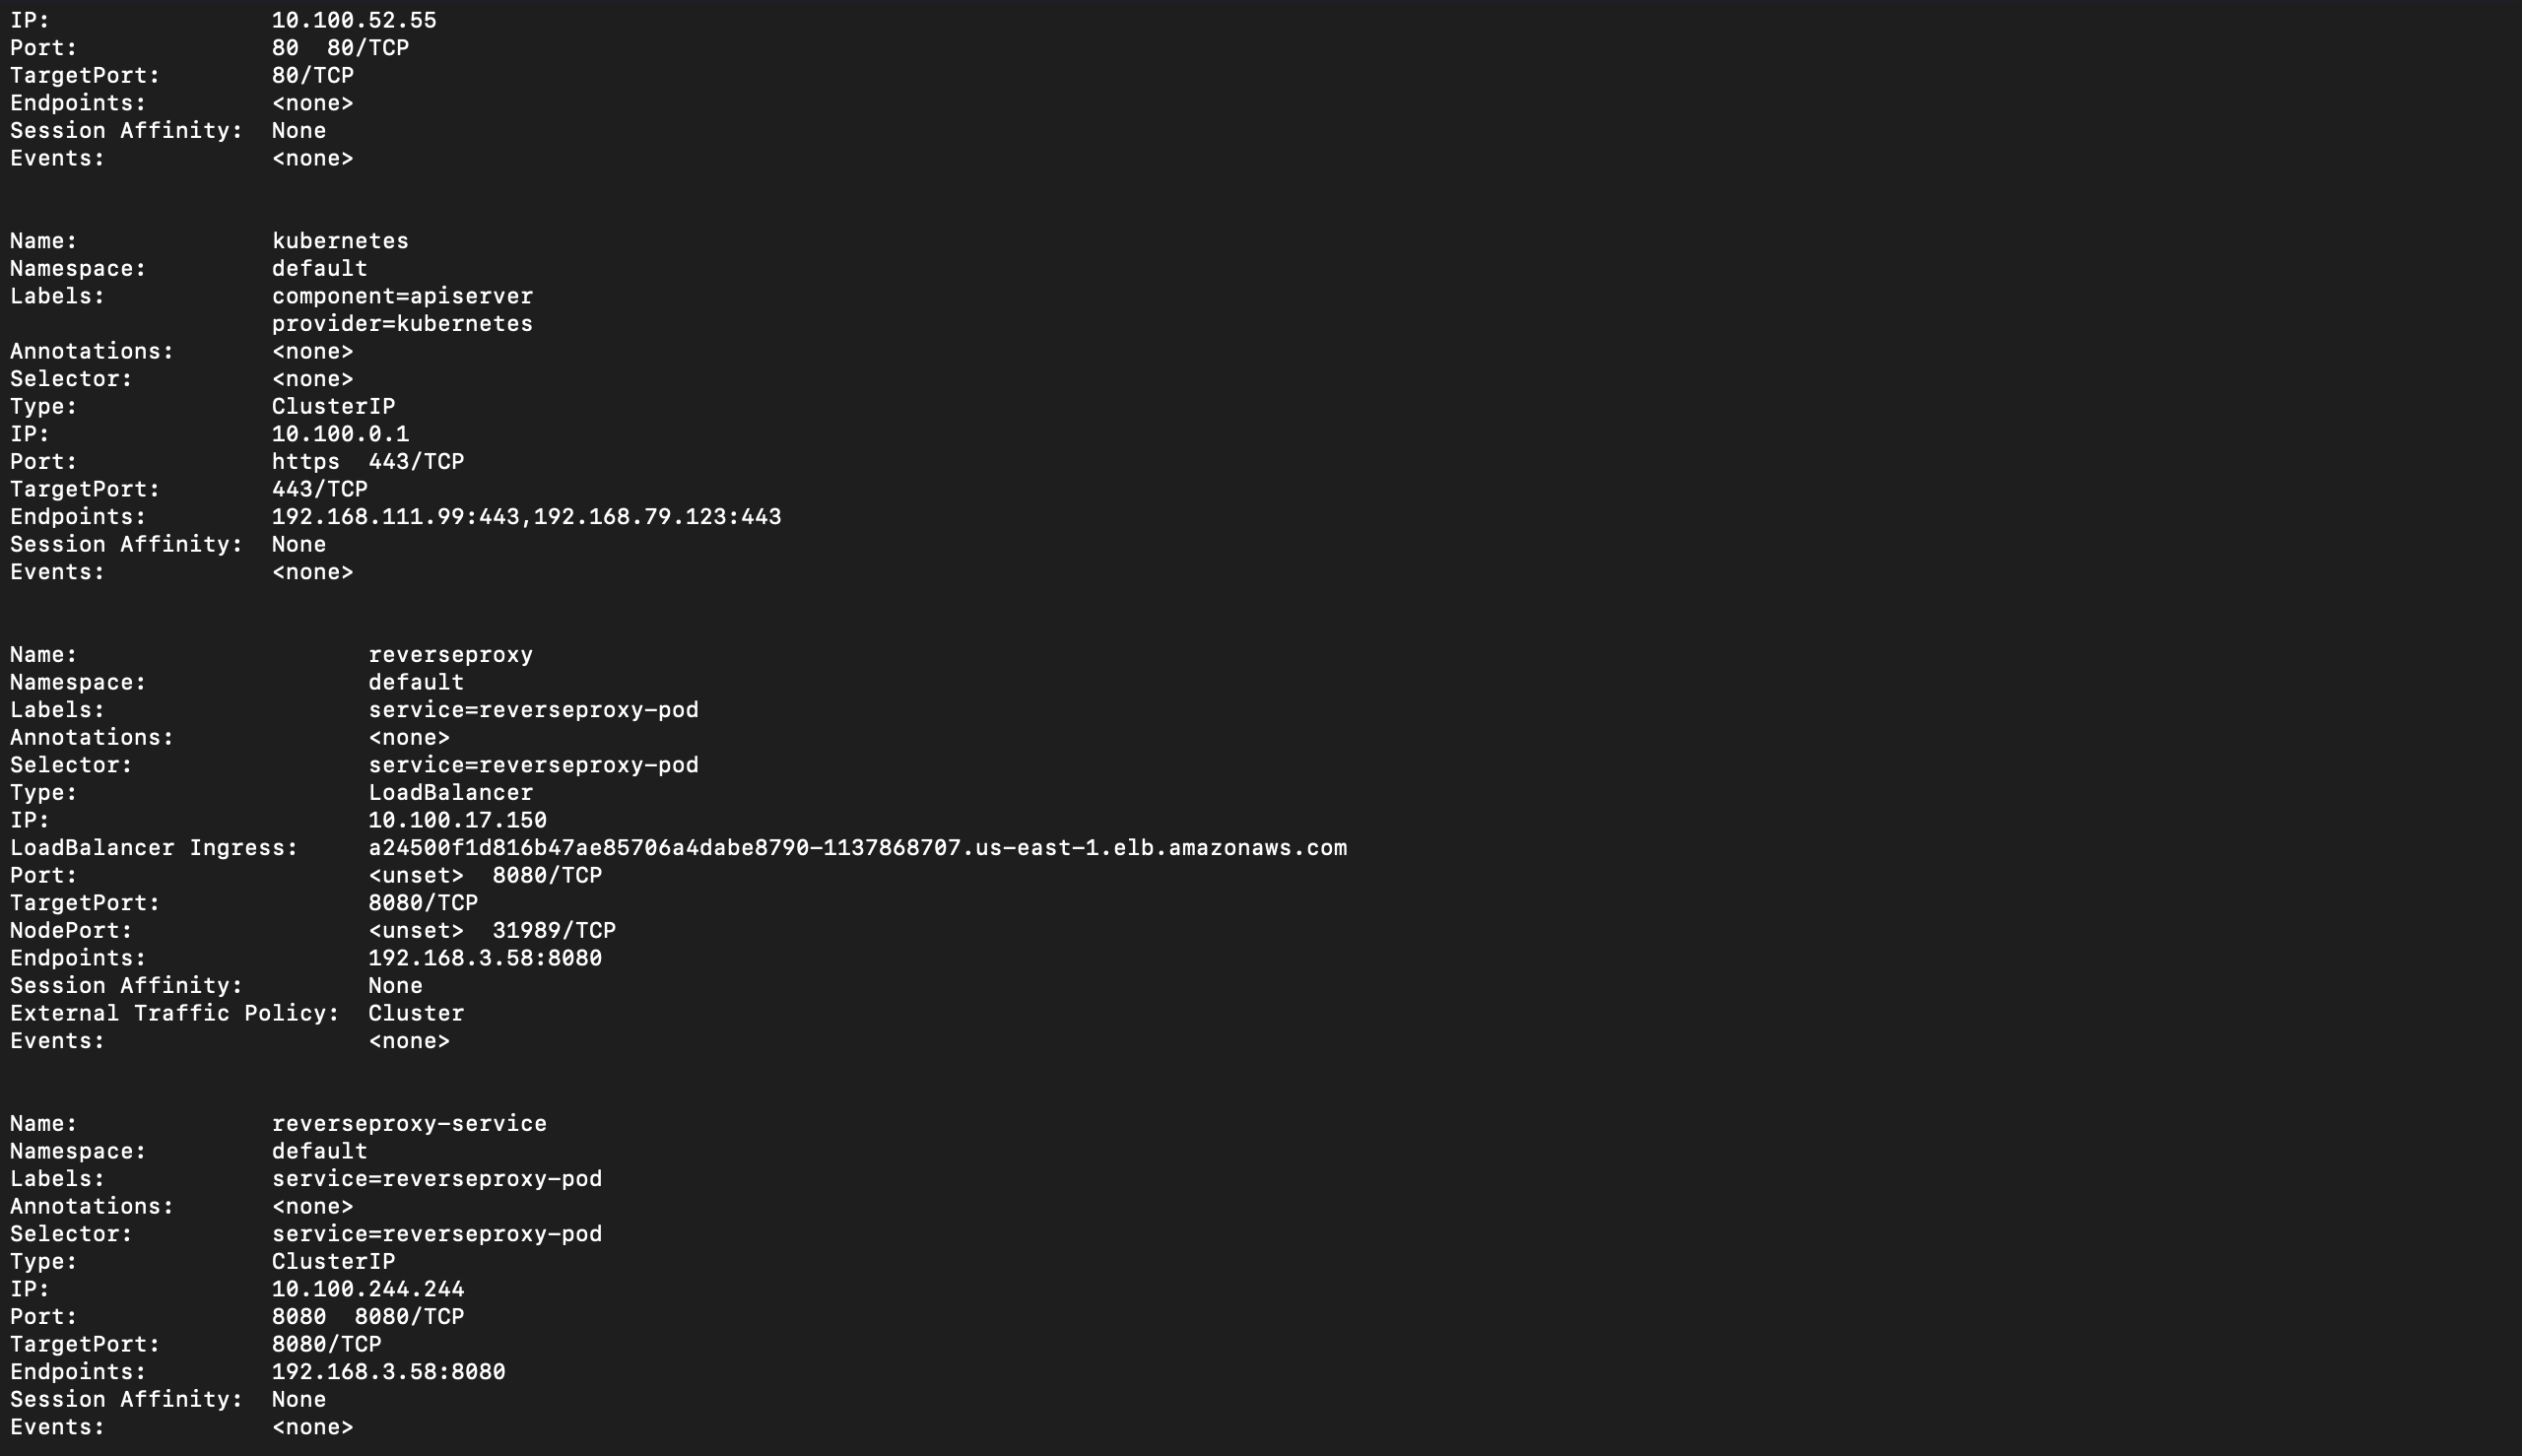 IP:                10.100.52.55
Port:              80  80/TCP
TargetPort:        80/TCP
Endpoints:         <none>
Session Affinity:  None
Events:            <none>

Name:              kubernetes
Namespace:         default
Labels:            component=apiserver
                   provider=kubernetes
Annotations:       <none>
Selector:          <none>
Type:              ClusterIP
IP:                10.100.0.1
Port:              https  443/TCP
TargetPort:        443/TCP
Endpoints:         192.168.111.99:443,192.168.79.123:443
Session Affinity:  None
Events:            <none>

Name:                     reverseproxy
Namespace:                default
Labels:                   service=reverseproxy-pod
Annotations:              <none>
Selector:                 service=reverseproxy-pod
Type:                     LoadBalancer
IP:                       10.100.17.150
LoadBalancer Ingress:     a24500f1d816b47ae85706a4dabe8790-1137868707.us-east-1.elb.amazonaws.com
Port:                     <unset>  8080/TCP
TargetPort:               8080/TCP
NodePort:                 <unset>  31989/TCP
Endpoints:                192.168.3.58:8080
Session Affinity:         None
External Traffic Policy:  Cluster
Events:                   <none>

Name:              reverseproxy-service
Namespace:         default
Labels:            service=reverseproxy-pod
Annotations:       <none>
Selector:          service=reverseproxy-pod
Type:              ClusterIP
IP:                10.100.244.244
Port:              8080  8080/TCP
TargetPort:        8080/TCP
Endpoints:         192.168.3.58:8080
Session Affinity:  None
Events:            <none>